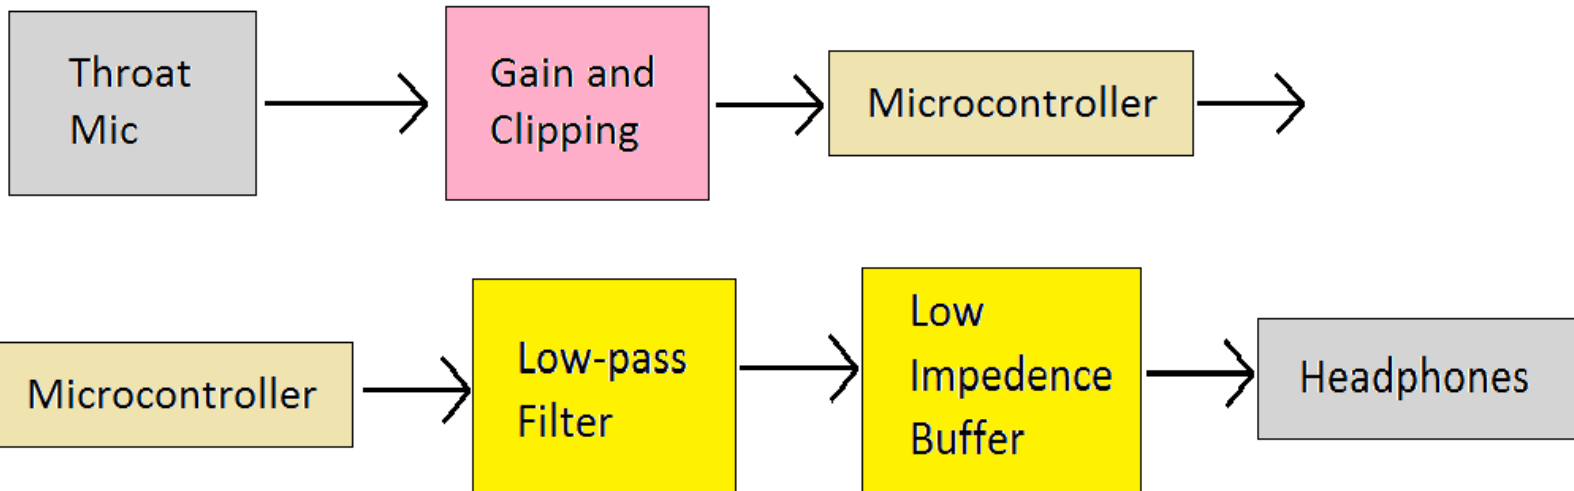 Throat
Mic
Gain and
Clipping
Microcontroller
Microcontroller
Low-pass
Filter
Low
Impedence
Buffer
Headphones